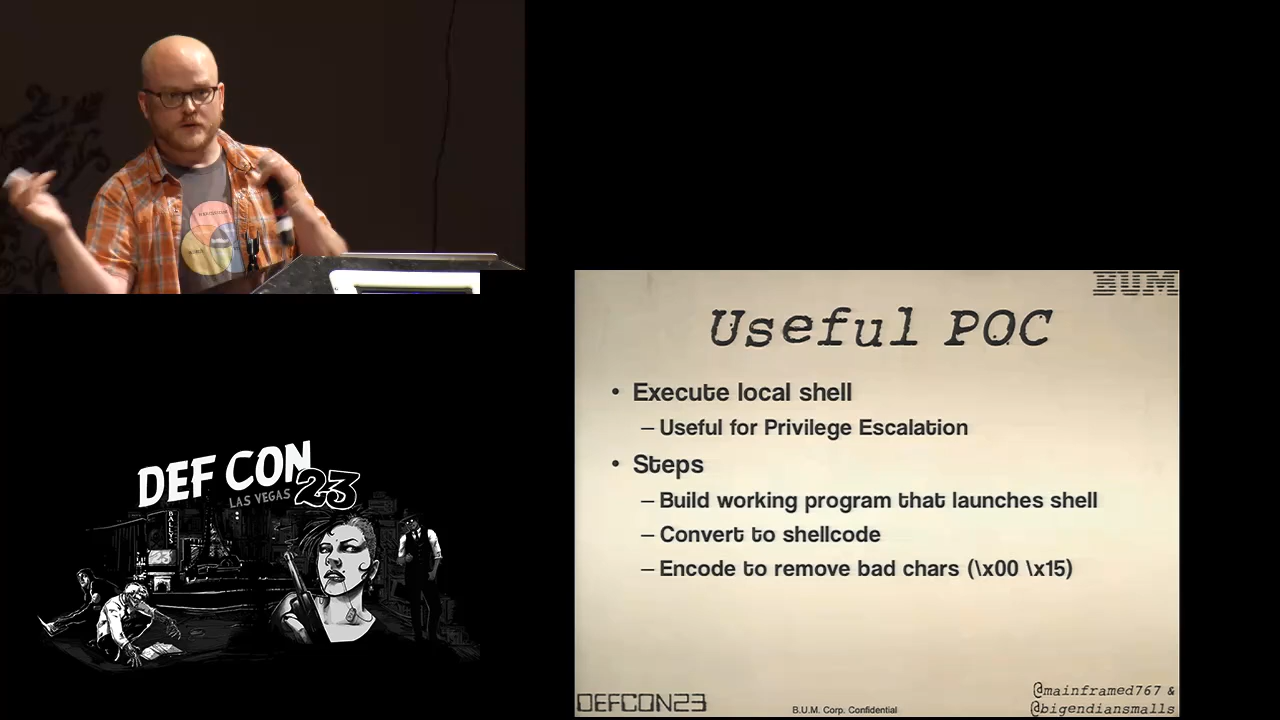 BUM
Useful POC
• Execute local shell
– Useful for Privilege Escalation
• Steps
– Build working program that launches shell
– Convert to shellcode
– Encode to remove bad chars (\x00 \x15)
DEF CON
LAS VEGAS 23
BALLYS
DEFCON23
B.U.M. Corp. Confidential
@mainframed767 &
@bigendiansmalls